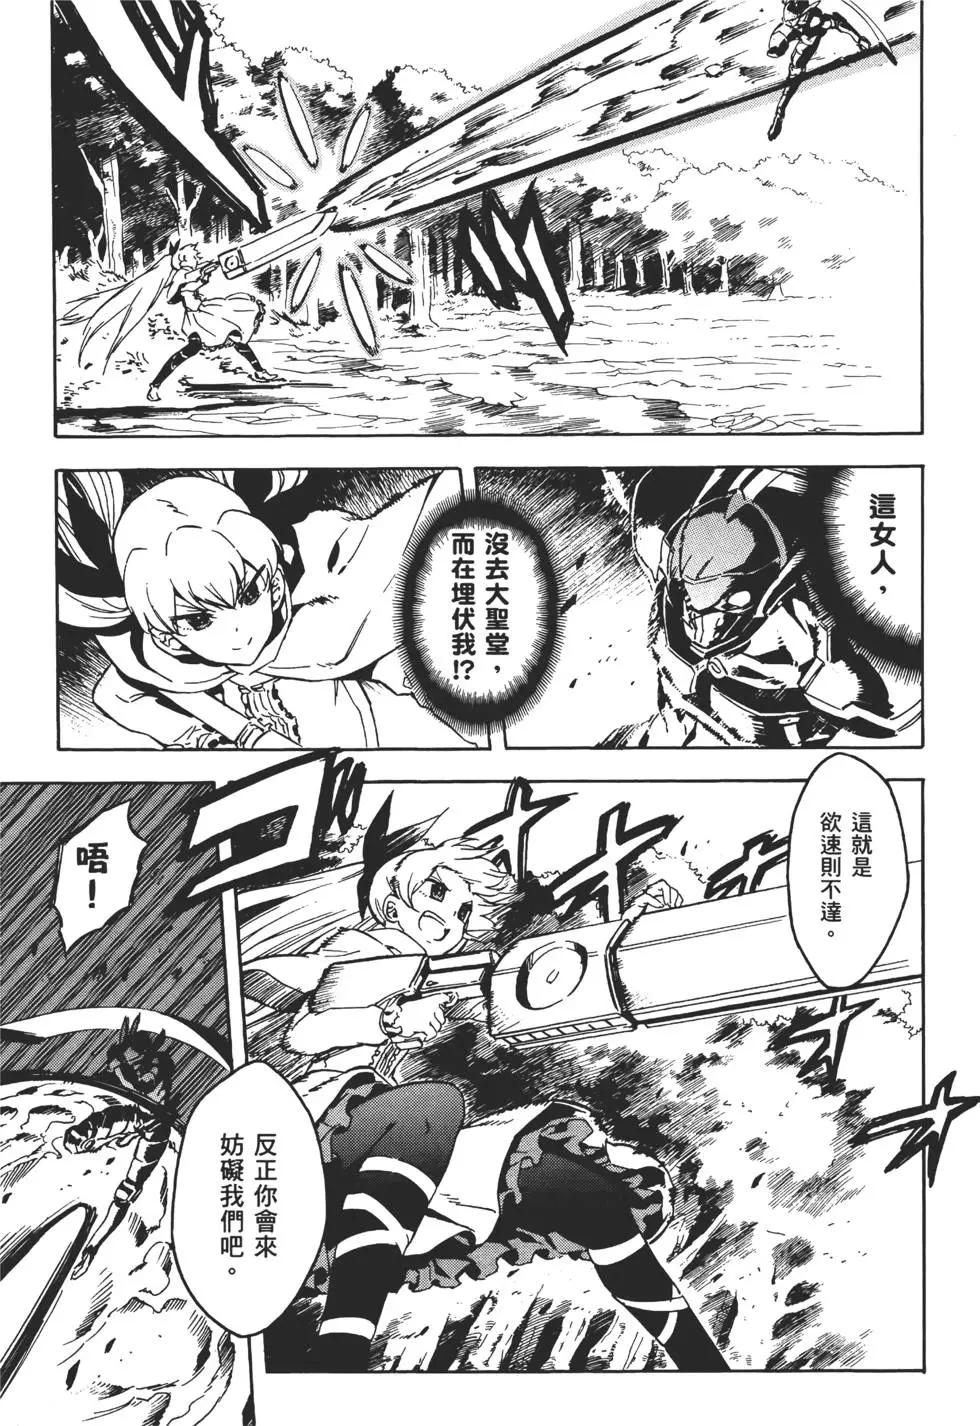 這女人，
沒去大聖堂，
而在埋伏我!?
這就是
欲速則不達。
反正你會來
妨礙我們吧。
唔！